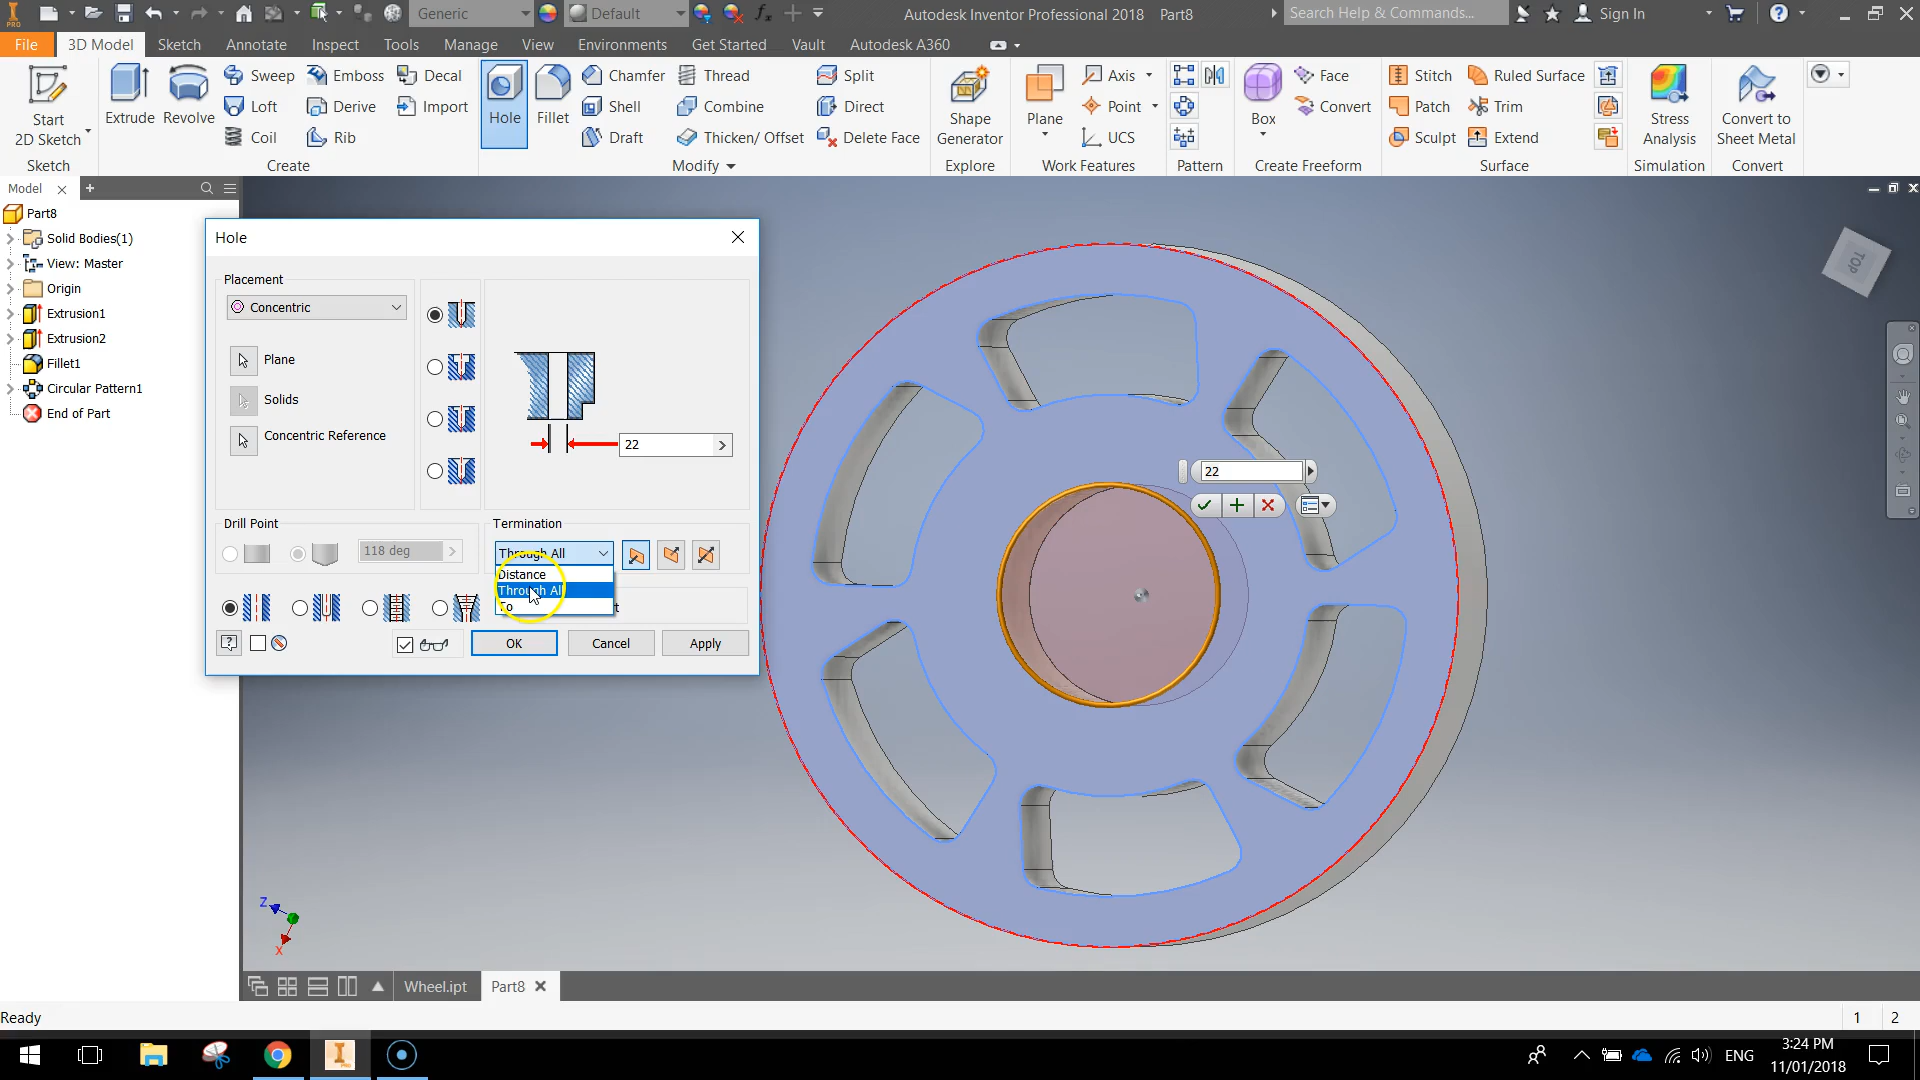 PRO
Generic
Default
fx
Autodesk Inventor Professional 2018 Part8
Search Help & Commands...
Sign In
File
3D Model
Sketch
Annotate
Inspect
Tools
Manage
View
Environments
Get Started
Vault
Autodesk A360
Start
2D Sketch
Sketch
Extrude
Revolve
Sweep
Emboss
Decal
Loft
Derive
Import
Coil
Rib
Create
Hole
Fillet
Chamfer
Thread
Split
Shell
Combine
Direct
Draft
Thicken/ Offset
Delete Face
Modify
Shape
Generator
Explore
Plane
Axis
Point
UCS
Work Features
Pattern
Box
Face
Convert
Create Freeform
Stitch
Ruled Surface
Patch
Trim
Sculpt
Extend
Surface
Stress
Analysis
Simulation
Convert to
Sheet Metal
Convert
Model
Part8
Solid Bodies(1)
View: Master
Origin
Extrusion1
Extrusion2
Fillet1
Circular Pattern1
End of Part
Hole
Placement
Concentric
Plane
Solids
Concentric Reference
22
Drill Point
118 deg
Termination
Through All
Distance
Through All
To
OK
Cancel
Apply
22
TOP
Z
X
Wheel.ipt
Part8
Ready
1
2
ENG
3:24 PM
11/01/2018